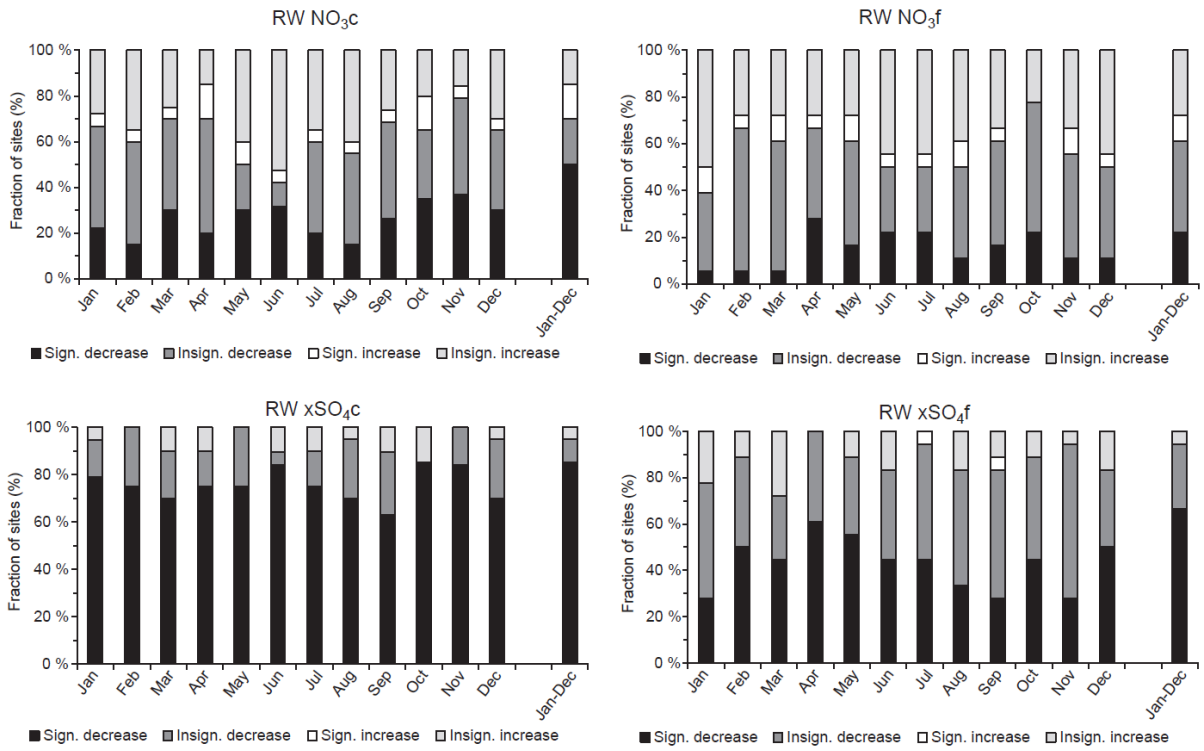 RW NO₃c
Fraction of sites (%)
100 %
80 %
60 %
40 %
20 %
0 %
Jan Feb Mar Apr May Jun Jul Aug Sep Oct Nov Dec Jan-Dec
Sign. decrease Insign. decrease Sign. increase Insign. increase
RW NO₃f
Fraction of sites (%)
100 %
80 %
60 %
40 %
20 %
0 %
Jan Feb Mar Apr May Jun Jul Aug Sep Oct Nov Dec Jan-Dec
Sign. decrease Insign. decrease Sign. increase Insign. increase
RW xSO₄c
Fraction of sites (%)
100 %
80 %
60 %
40 %
20 %
0 %
Jan Feb Mar Apr May Jun Jul Aug Sep Oct Nov Dec Jan-Dec
Sign. decrease Insign. decrease Sign. increase Insign. increase
RW xSO₄f
Fraction of sites (%)
100 %
80 %
60 %
40 %
20 %
0 %
Jan Feb Mar Apr May Jun Jul Aug Sep Oct Nov Dec Jan-Dec
Sign. decrease Insign. decrease Sign. increase Insign. increase